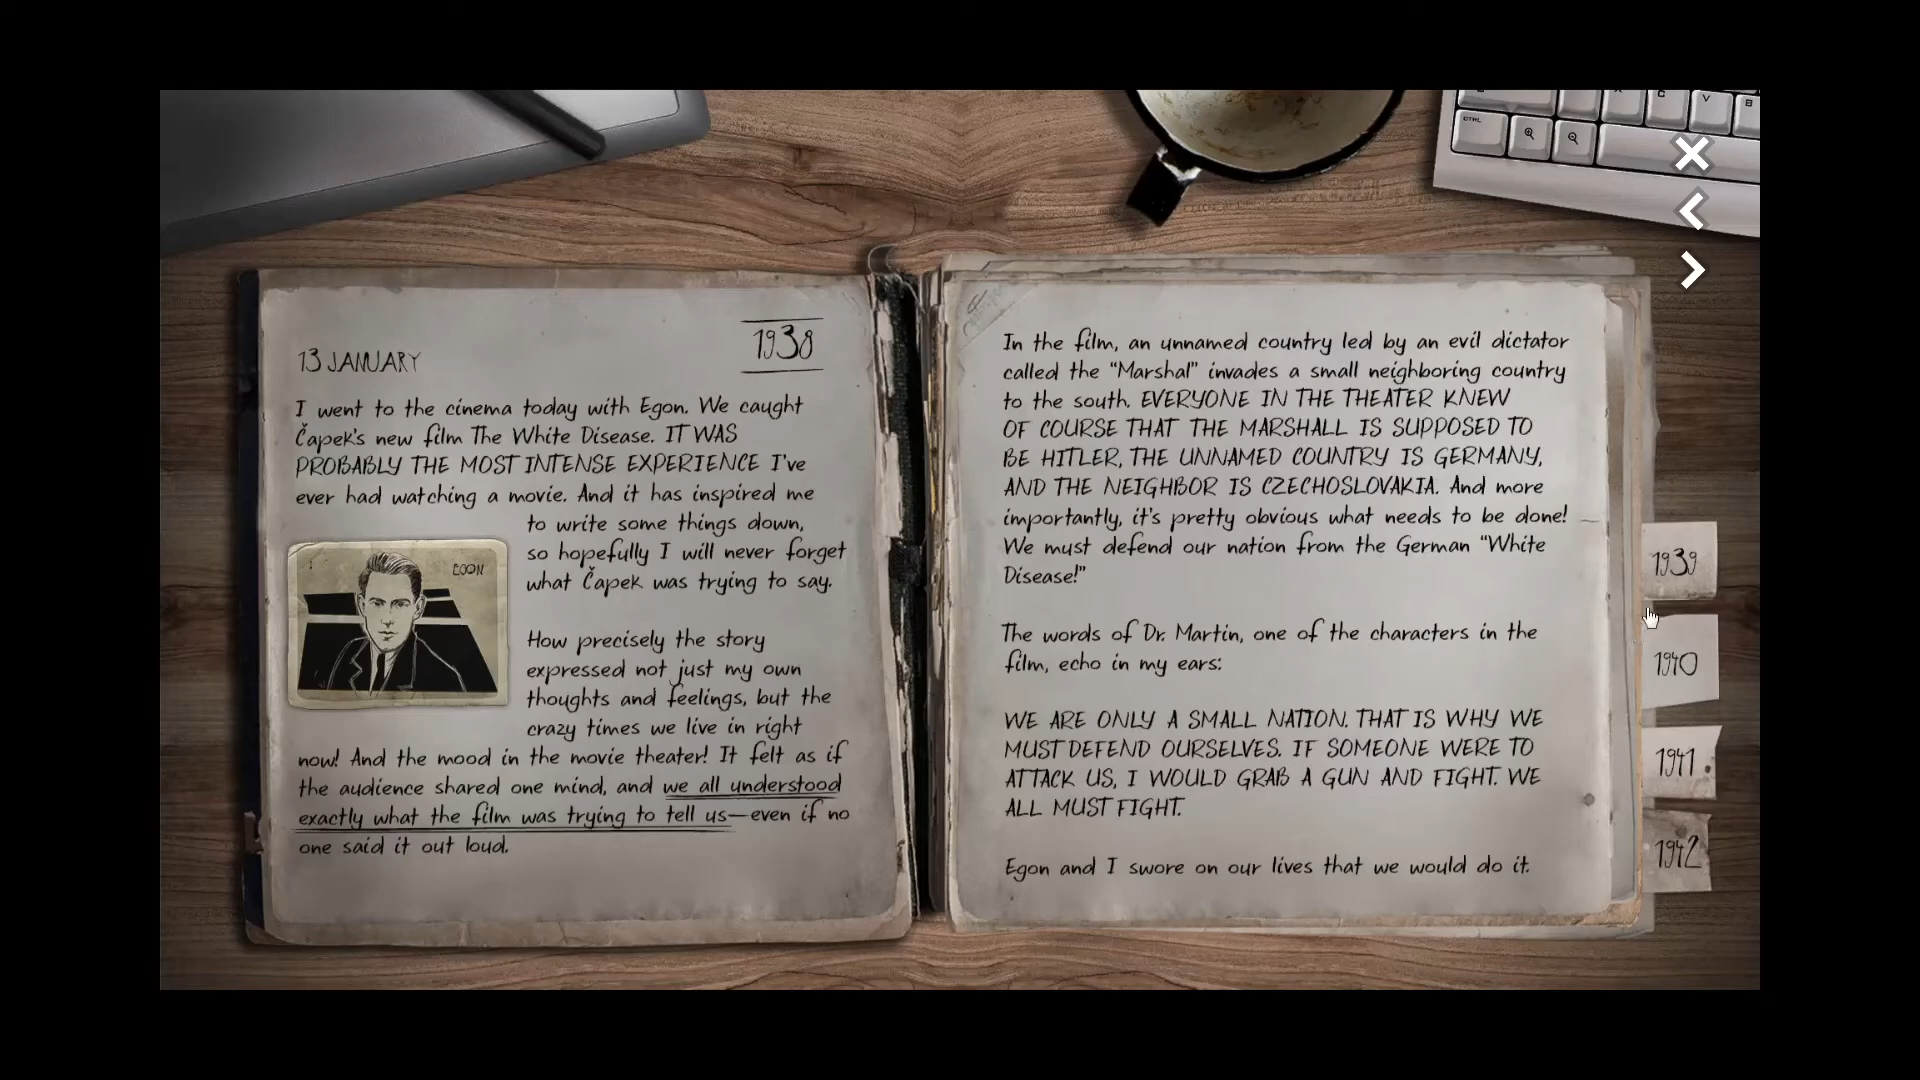 CTRL
C
V
B
1938
13 JANUARY
I went to the cinema today with Egon. We caught
Čapek's new film The White Disease. IT WAS
PROBABLY THE MOST INTENSE EXPERIENCE I've
ever had watching a movie. And it has inspired me
to write some things down,
so hopefully I will never forget
what Čapek was trying to say.
EGON
How precisely the story
expressed not just my own
thoughts and feelings, but the
crazy times we live in right
now! And the mood in the movie theater! It felt as if
the audience shared one mind, and we all understood
exactly what the film was trying to tell us—even if no
one said it out loud.
In the film, an unnamed country led by an evil dictator
called the "Marshal" invades a small neighboring country
to the south. EVERYONE IN THE THEATER KNEW
OF COURSE THAT THE MARSHALL IS SUPPOSED TO
BE HITLER, THE UNNAMED COUNTRY IS GERMANY,
AND THE NEIGHBOR IS CZECHOSLOVAKIA. And more
importantly, it's pretty obvious what needs to be done!
We must defend our nation from the German "White
Disease!"
The words of Dr. Martin, one of the characters in the
film, echo in my ears:
WE ARE ONLY A SMALL NATION. THAT IS WHY WE
MUST DEFEND OURSELVES. IF SOMEONE WERE TO
ATTACK US, I WOULD GRAB A GUN AND FIGHT. WE
ALL MUST FIGHT.
Egon and I swore on our lives that we would do it.
1939
1940
1941
1942